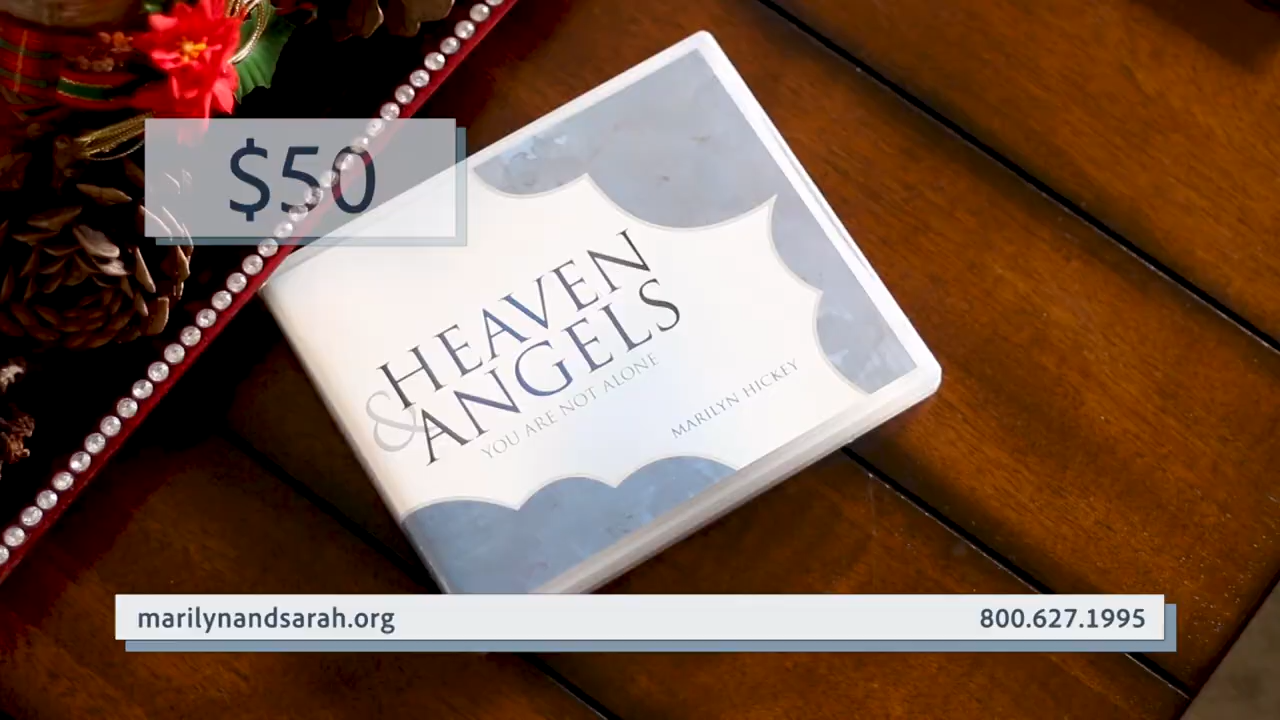 $50
HEAVEN
& ANGELS
YOU ARE NOT ALONE
MARILYN HICKEY
marilynandsarah.org
800.627.1995